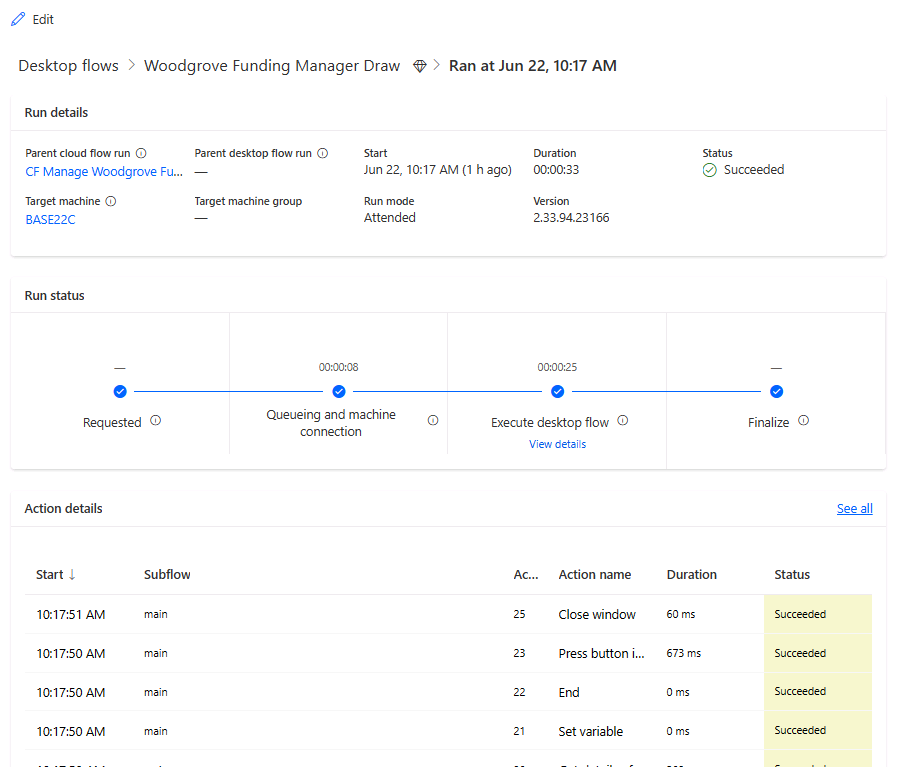 Edit
Desktop flows > Woodgrove Funding Manager Draw > Ran at Jun 22, 10:17 AM
Run details
Parent cloud flow run
CF Manage Woodgrove Fu...
Parent desktop flow run
—
Start
Jun 22, 10:17 AM (1 h ago)
Duration
00:00:33
Status
Succeeded
Target machine
BASE22C
Target machine group
—
Run mode
Attended
Version
2.33.94.23166
Run status
—
Requested
00:00:08
Queueing and machine
connection
00:00:25
Execute desktop flow
View details
—
Finalize
Action details
See all
Start ↓ Subflow Ac... Action name Duration Status
10:17:51 AM main 25 Close window 60 ms Succeeded
10:17:50 AM main 23 Press button i... 673 ms Succeeded
10:17:50 AM main 22 End 0 ms Succeeded
10:17:50 AM main 21 Set variable 0 ms Succeeded